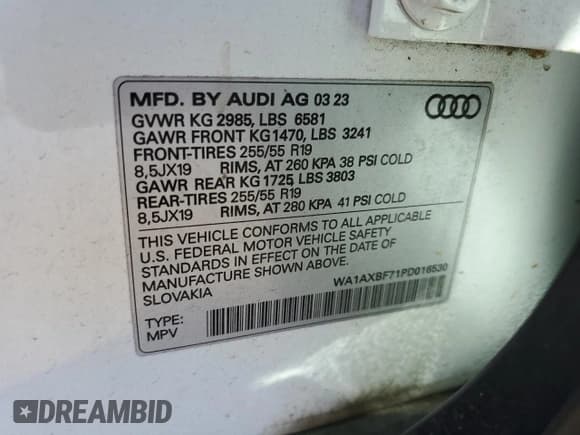 MFD. BY AUDI AG 03 23
GVWR KG 2985, LBS 6581
GAWR FRONT KG 1470, LBS 3241
FRONT-TIRES 255/55 R19
8,5JX19 RIMS, AT 260 KPA 38 PSI COLD
GAWR REAR KG 1725, LBS 3803
REAR-TIRES 255/55 R19
8,5JX19 RIMS, AT 280 KPA 41 PSI COLD
THIS VEHICLE CONFORMS TO ALL APPLICABLE
U.S. FEDERAL MOTOR VEHICLE SAFETY
STANDARDS IN EFFECT ON THE DATE OF
MANUFACTURE SHOWN ABOVE.
SLOVAKIA
WA1AXBF71PD016530
TYPE:
MPV
DREAMBID